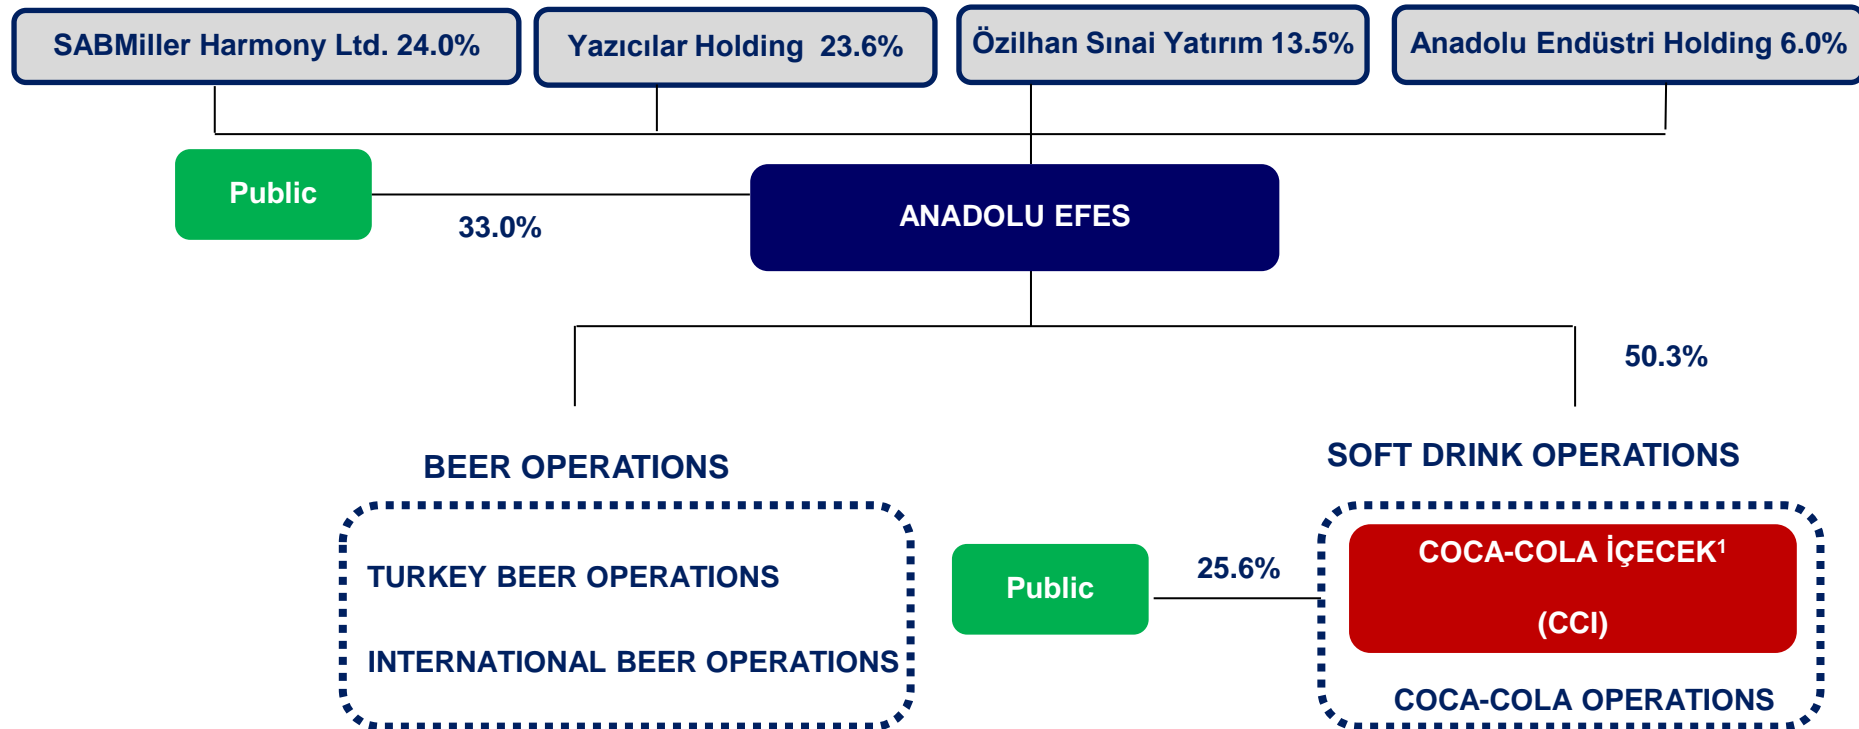 SABMiller Harmony Ltd. 24.0%
Yazıcılar Holding 23.6%
Özilhan Sınai Yatırım 13.5%
Anadolu Endüstri Holding 6.0%
Public
33.0%
ANADOLU EFES
50.3%
BEER OPERATIONS
SOFT DRINK OPERATIONS
TURKEY BEER OPERATIONS
INTERNATIONAL BEER OPERATIONS
Public
25.6%
COCA-COLA İÇECEK¹
(CCI)
COCA-COLA OPERATIONS